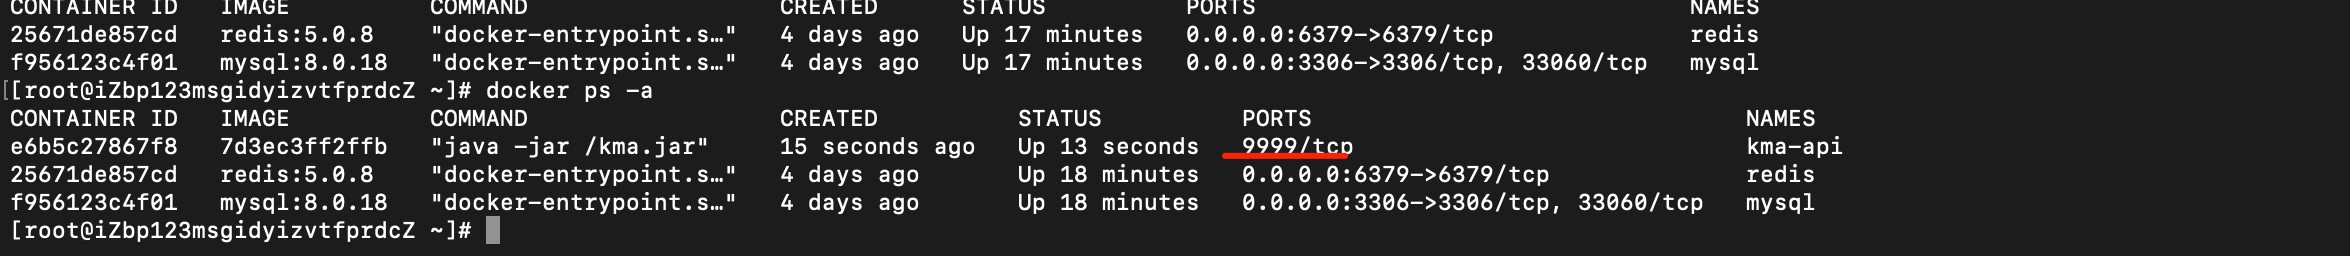 CONTAINER ID IMAGE COMMAND CREATED STATUS PORTS NAMES
25671de857cd redis:5.0.8 "docker-entrypoint.s…" 4 days ago Up 17 minutes 0.0.0.0:6379->6379/tcp redis
f956123c4f01 mysql:8.0.18 "docker-entrypoint.s…" 4 days ago Up 17 minutes 0.0.0.0:3306->3306/tcp, 33060/tcp mysql
[[root@iZbp123msgidyizvtfprdcZ ~]# docker ps -a
CONTAINER ID IMAGE COMMAND CREATED STATUS PORTS NAMES
e6b5c27867f8 7d3ec3ff2ffb "java -jar /kma.jar" 15 seconds ago Up 13 seconds 9999/tcp kma-api
25671de857cd redis:5.0.8 "docker-entrypoint.s…" 4 days ago Up 18 minutes 0.0.0.0:6379->6379/tcp redis
f956123c4f01 mysql:8.0.18 "docker-entrypoint.s…" 4 days ago Up 18 minutes 0.0.0.0:3306->3306/tcp, 33060/tcp mysql
[root@iZbp123msgidyizvtfprdcZ ~]#